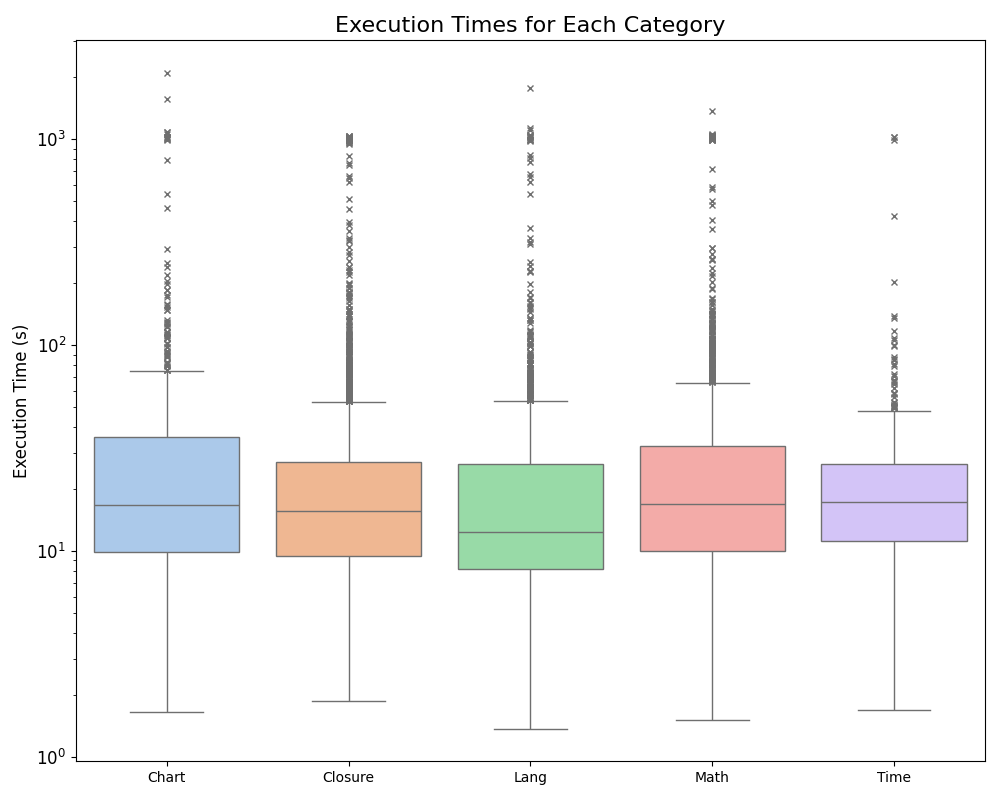 Execution Times for Each Category
Execution Time (s)
10³
10²
10¹
10⁰
Chart Closure Lang Math Time